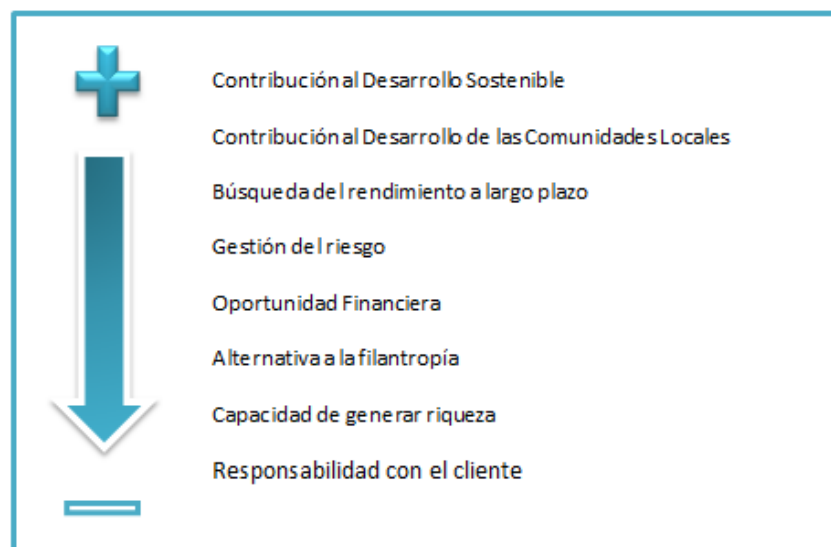 Contribución al Desarrollo Sostenible
Contribución al Desarrollo de las Comunidades Locales
Búsqueda del rendimiento a largo plazo
Gestión del riesgo
Oportunidad Financiera
Alternativa a la filantropía
Capacidad de generar riqueza
Responsabilidad con el cliente